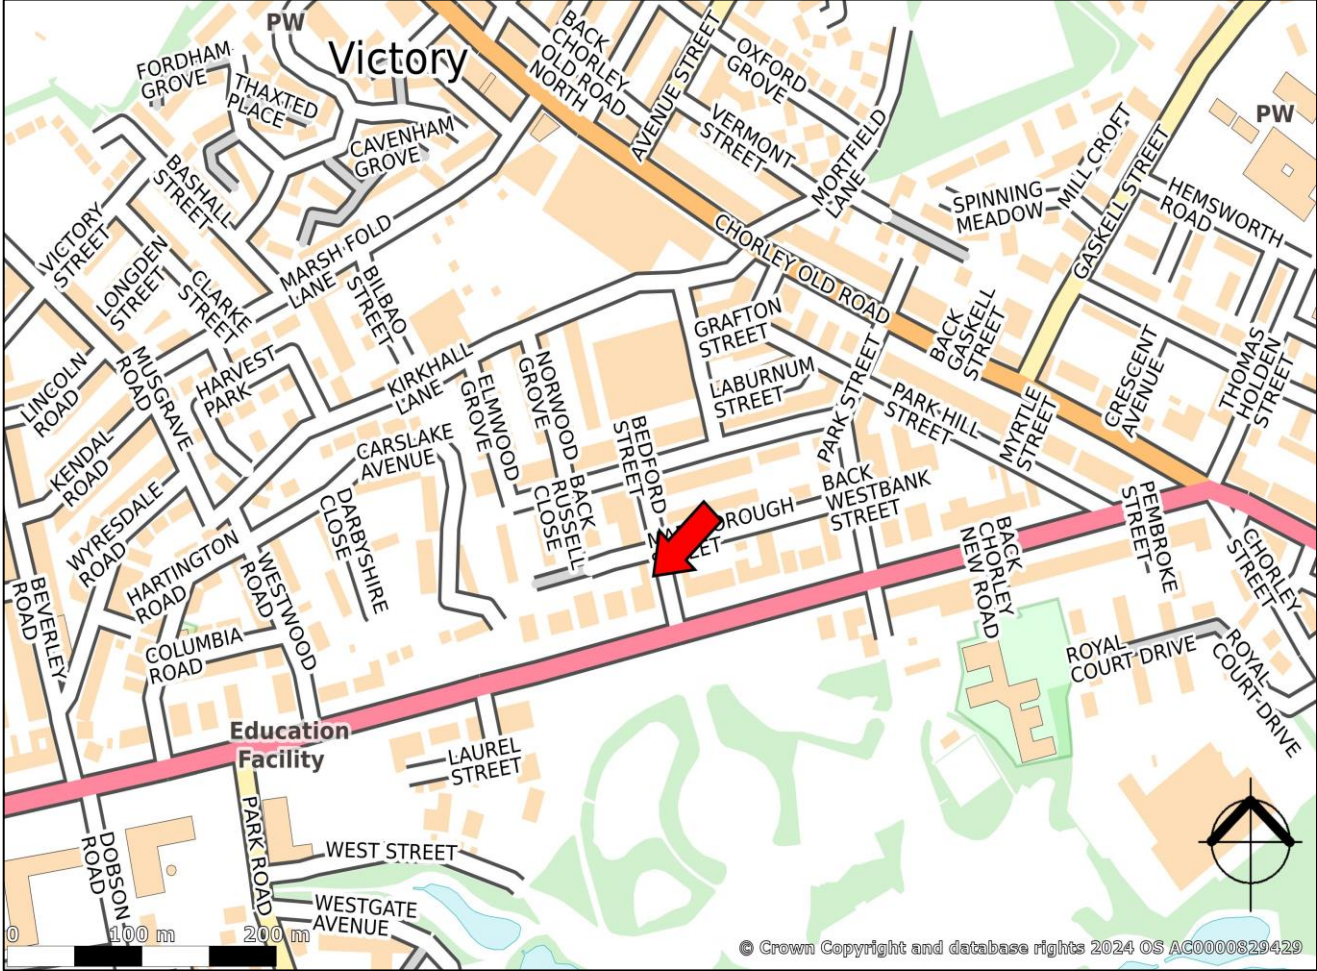 PW
Victory
FORDHAM
GROVE
THAXTED
PLACE
CAVENHAM
GROVE
BACK
CHORLEY
OLD ROAD
NORTH
AVENUE STREET
OXFORD
GROVE
VERMONT
STREET
MORTFIELD
LANE
SPINNING
MEADOW
MILL CROFT
GASKELL STREET
PW
HEMSWORTH
ROAD
BASHALL
STREET
VICTORY
STREET
LONGDEN
STREET
CLARKE
STREET
MARSH FOLD
LANE
BILBAO
STREET
CHORLEY OLD ROAD
GRAFTON
STREET
BACK
GASKELL
STREET
CRESCENT
AVENUE
THOMAS
HOLDEN
STREET
LINCOLN
ROAD
MUSGRAVE
ROAD
HARVEST
PARK
KIRKHALL
LANE
NORWOOD
GROVE
ELMWOOD
GROVE
LABURNUM
STREET
PARK STREET
PARK HILL
STREET
MYRTLE
STREET
KENDAL
ROAD
CARSLAKE
AVENUE
BEDFORD
STREET
WYRESDALE
ROAD
DARBYSHIRE
CLOSE
BACK
RUSSELL
CLOSE
BACK
WESTBANK
STREET
PEMBROKE
STREET
HARTINGTON
ROAD
WESTWOOD
ROAD
BACK
CHORLEY
NEW ROAD
CHORLEY
STREET
BEVERLEY
ROAD
COLUMBIA
ROAD
ROYAL
COURT DRIVE
ROYAL
COURT DRIVE
Education
Facility
LAUREL
STREET
PARK ROAD
DOBSON
ROAD
WEST STREET
WESTGATE
AVENUE
0 100 m 200 m
© Crown Copyright and database rights 2024 OS AC0000829429